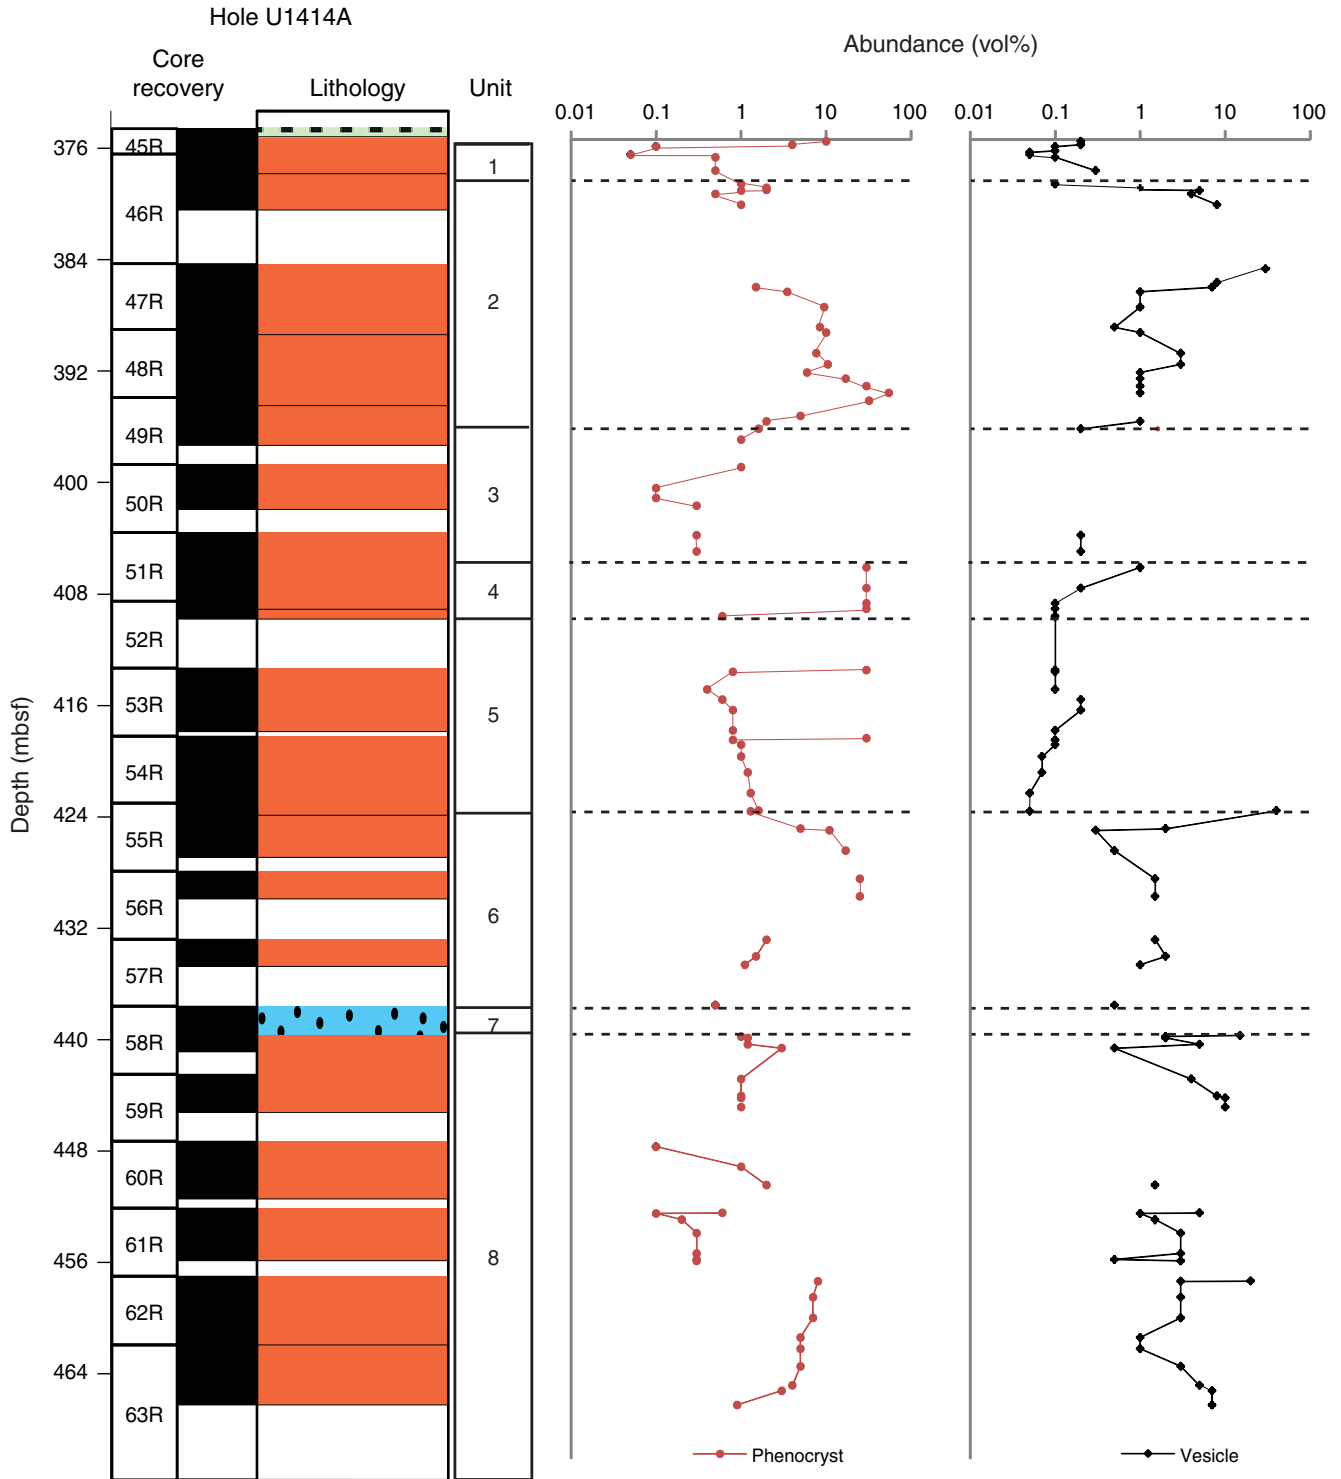 Hole U1414A
Abundance (vol%)
Core recovery
Lithology
Unit
0.01 0.1 1 10 100
0.01 0.1 1 10 100
Depth (mbsf)
376
384
392
400
408
416
424
432
440
448
456
464
45R
46R
47R
48R
49R
50R
51R
52R
53R
54R
55R
56R
57R
58R
59R
60R
61R
62R
63R
1
2
3
4
5
6
7
8
Phenocryst
Vesicle